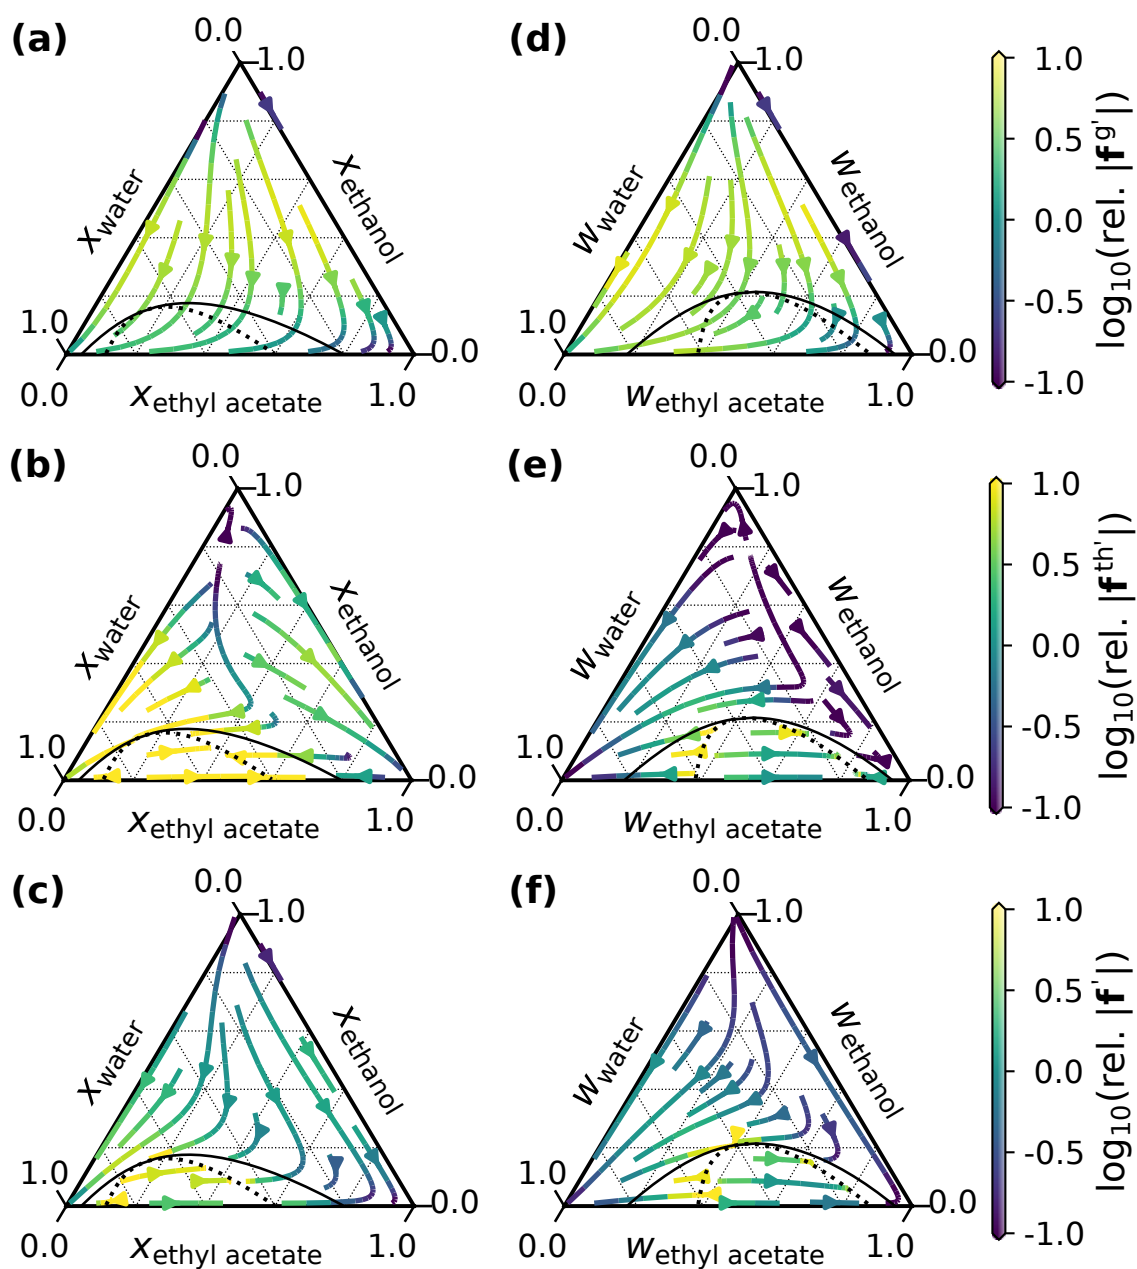 (a)
0.0
1.0
x_water
x_ethanol
1.0
0.0
0.0
x_ethyl acetate
1.0
(d)
0.0
1.0
w_water
w_ethanol
1.0
0.0
0.0
w_ethyl acetate
1.0
1.0
0.5
0.0
-0.5
-1.0
log₁₀(rel. |f^g'|)
(b)
0.0
1.0
x_water
x_ethanol
1.0
0.0
0.0
x_ethyl acetate
1.0
(e)
0.0
1.0
w_water
w_ethanol
1.0
0.0
0.0
w_ethyl acetate
1.0
1.0
0.5
0.0
-0.5
-1.0
log₁₀(rel. |f^th'|)
(c)
0.0
1.0
x_water
x_ethanol
1.0
0.0
0.0
x_ethyl acetate
1.0
(f)
0.0
1.0
w_water
w_ethanol
1.0
0.0
0.0
w_ethyl acetate
1.0
1.0
0.5
0.0
-0.5
-1.0
log₁₀(rel. |f'|)